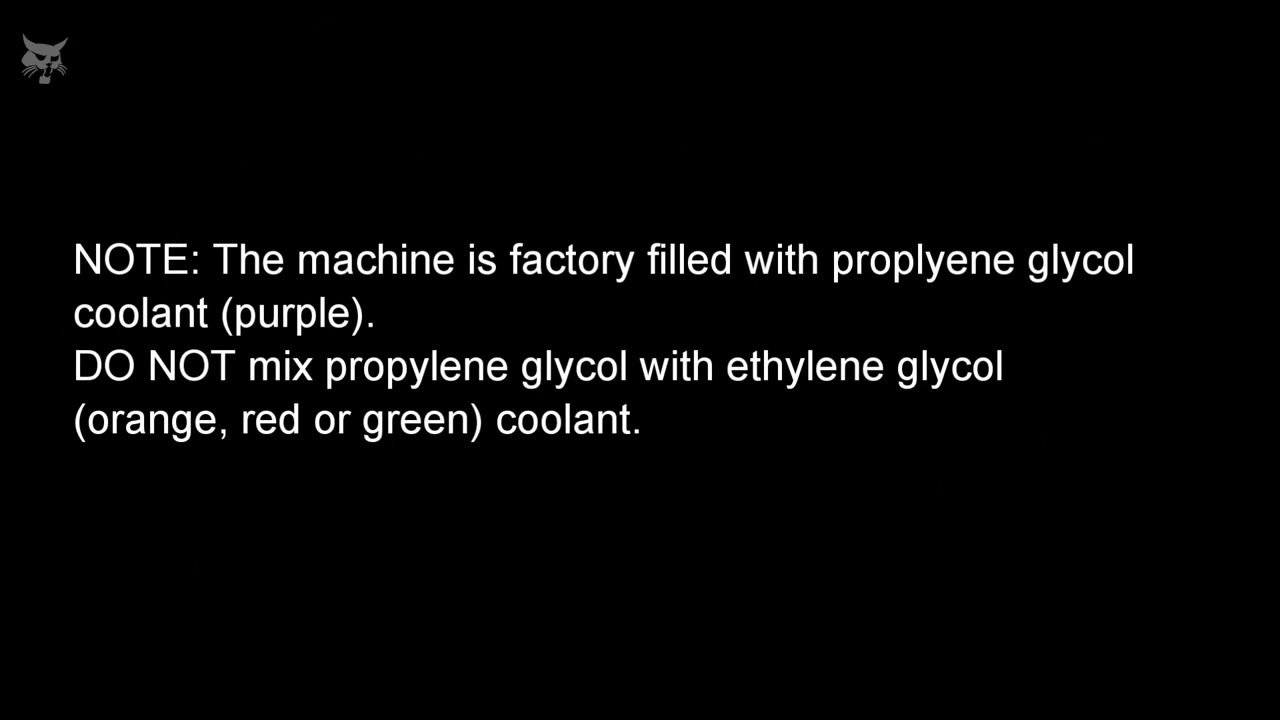 NOTE: The machine is factory filled with proplyene glycol
coolant (purple).
DO NOT mix propylene glycol with ethylene glycol
(orange, red or green) coolant.